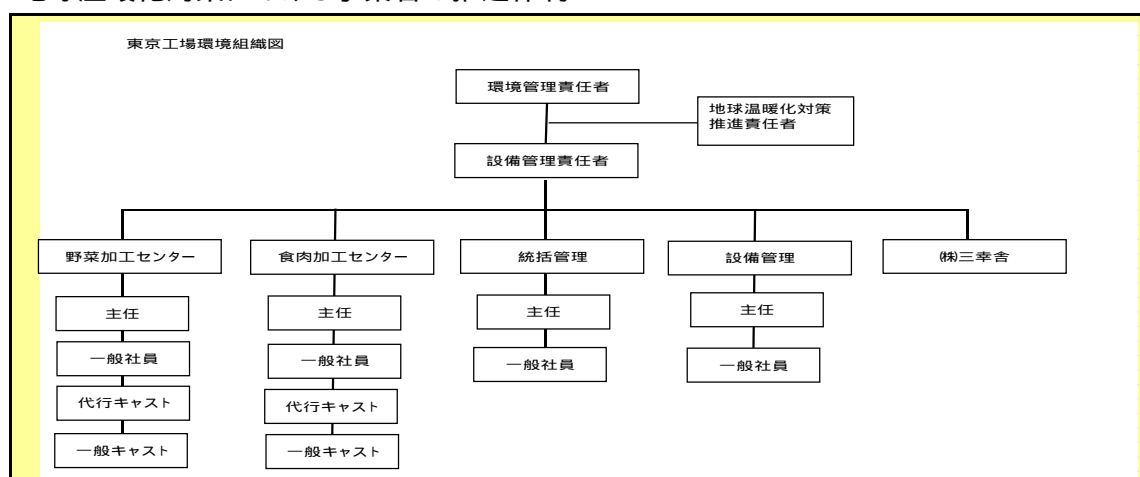 東京工場環境組織図
環境管理責任者
地球温暖化対策
推進責任者
設備管理責任者
野菜加工センター
食肉加工センター
統括管理
設備管理
㈱三幸舎
主任
主任
主任
主任
一般社員
一般社員
一般社員
一般社員
代行キャスト
代行キャスト
一般キャスト
一般キャスト